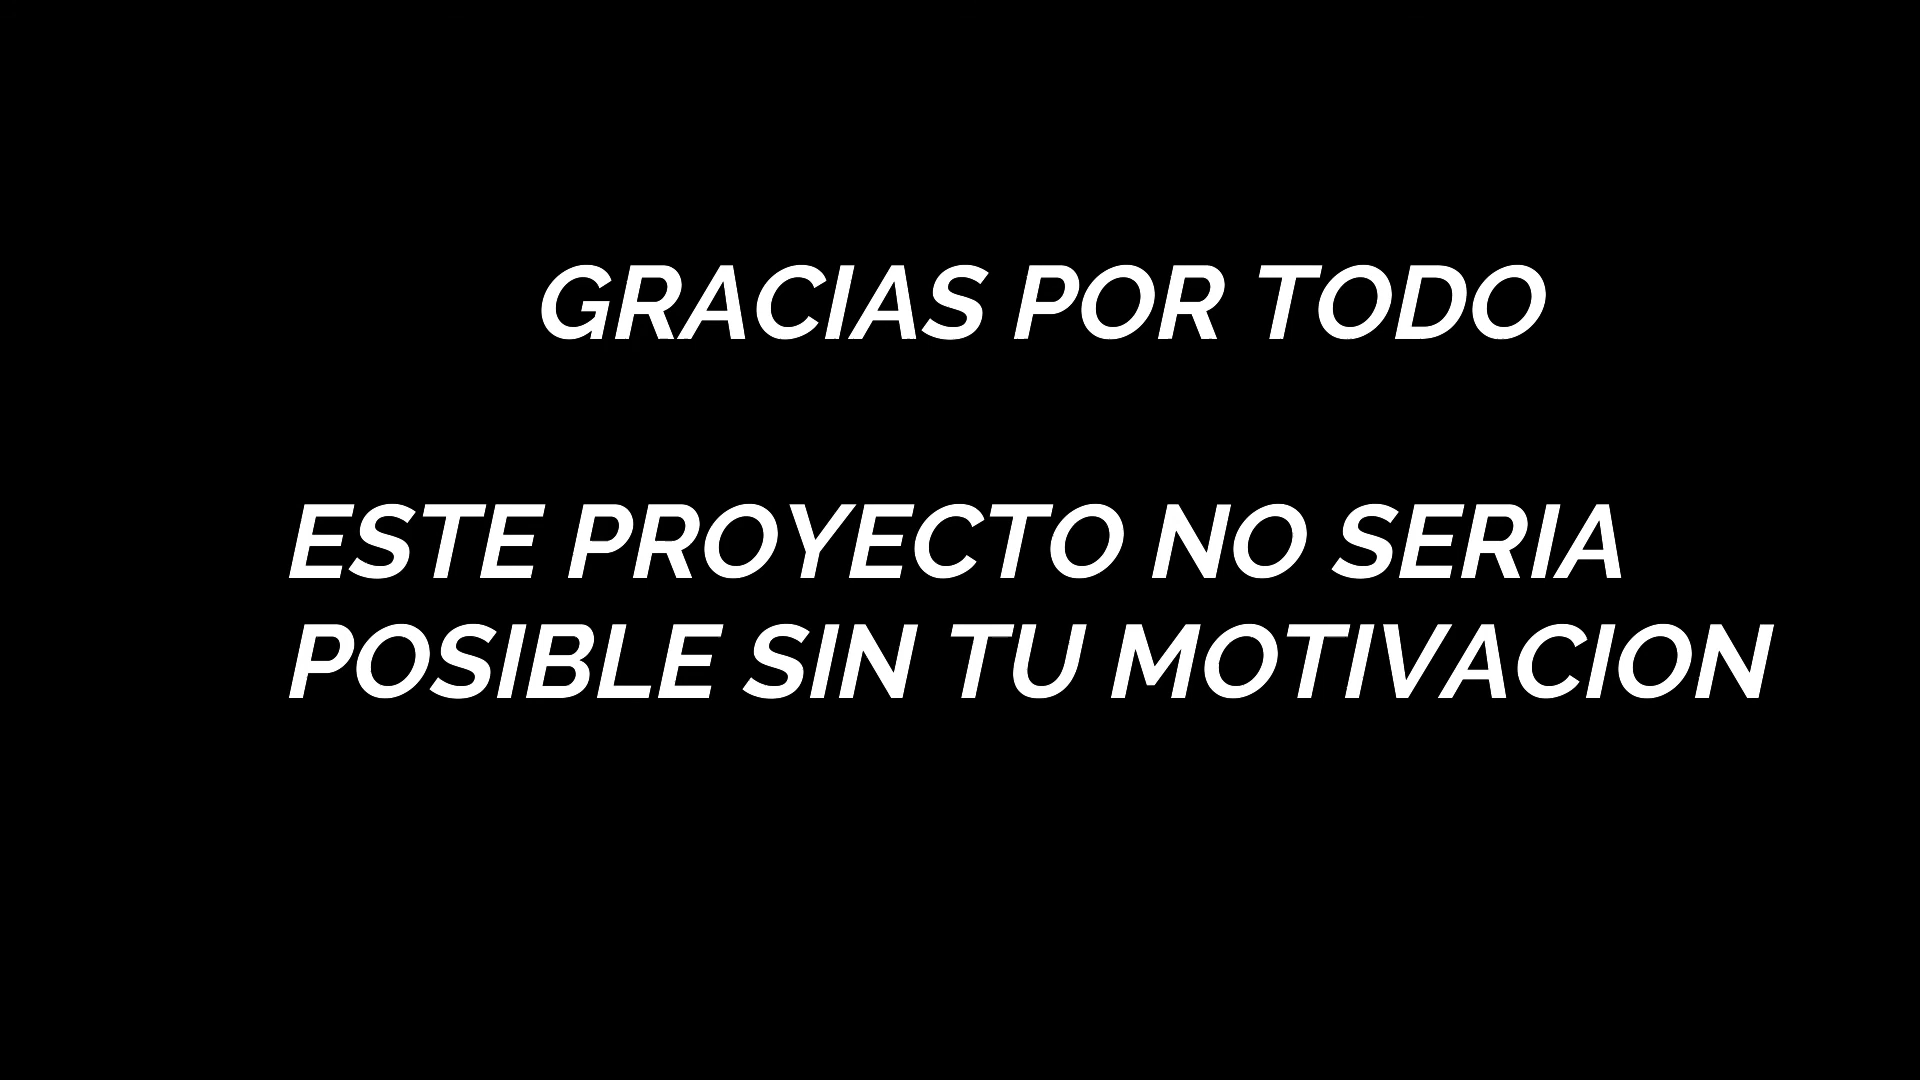 GRACIAS POR TODO
ESTE PROYECTO NO SERIA
POSIBLE SIN TU MOTIVACION